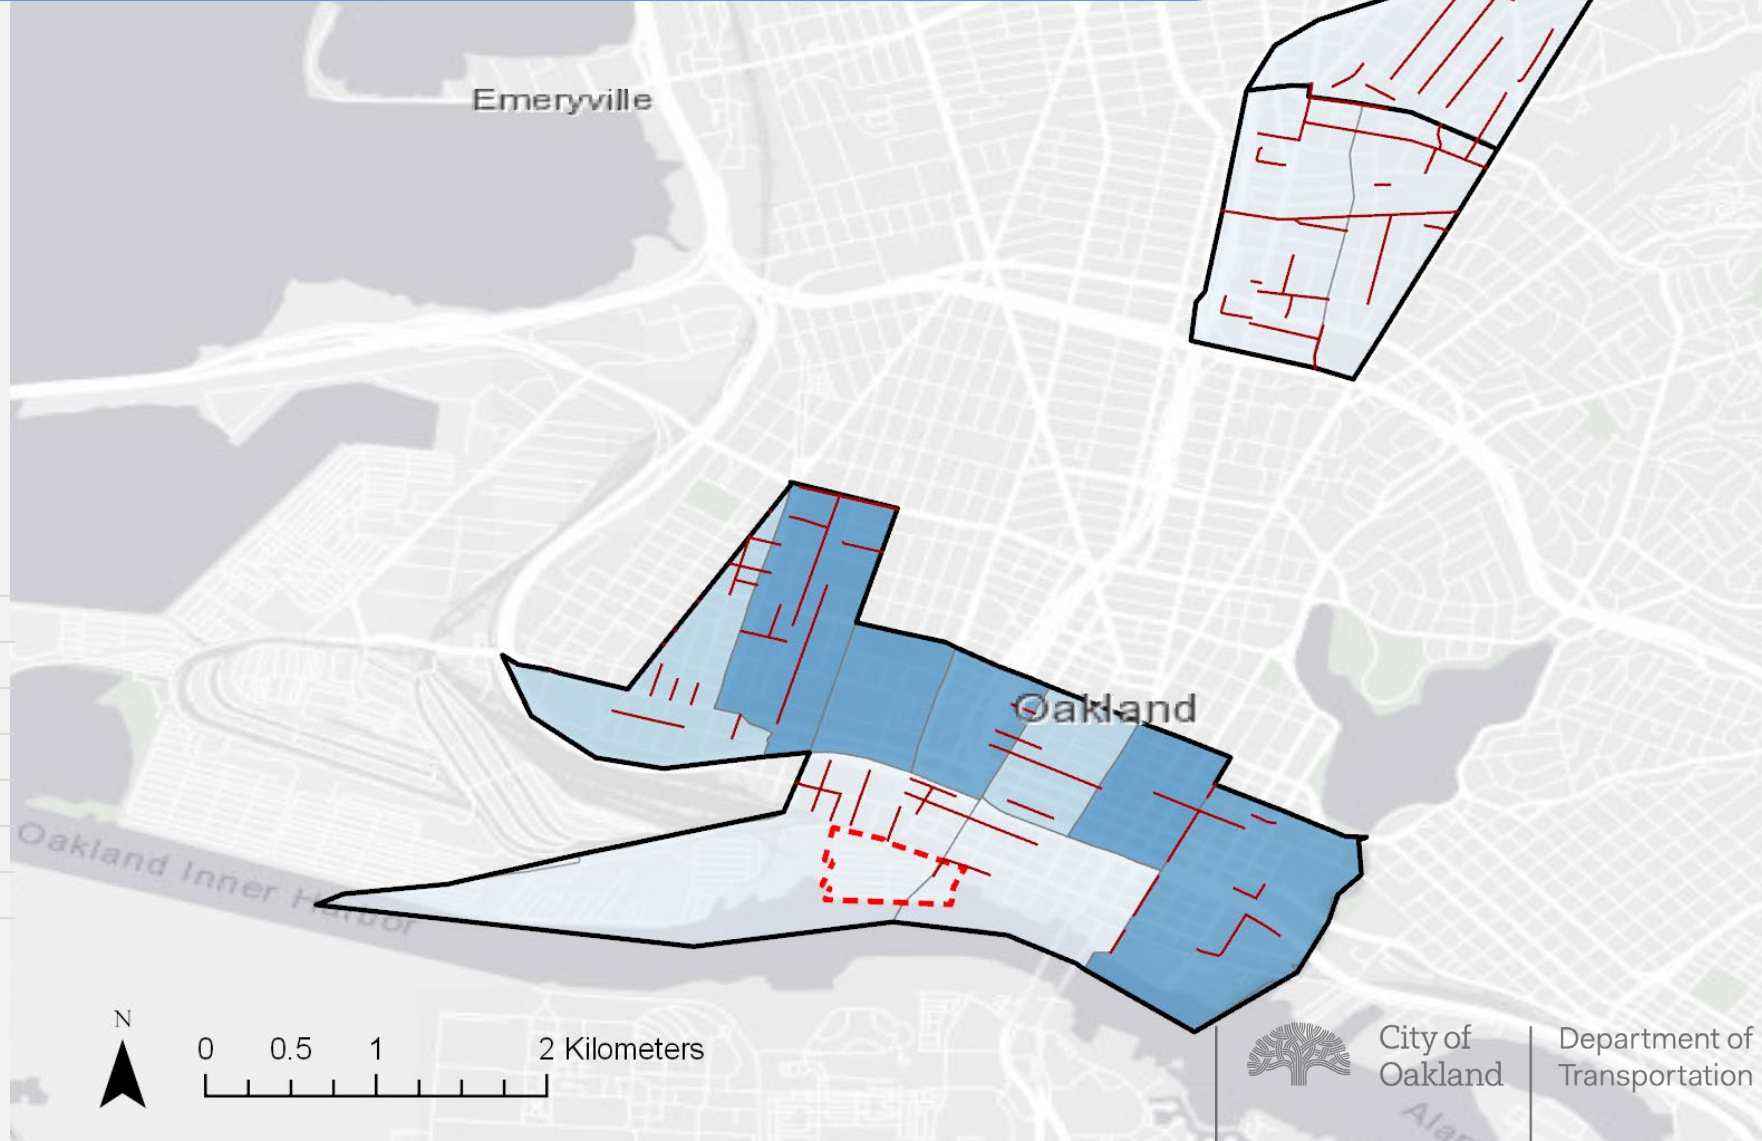 Emeryville
Oakland
Oakland Inner Harbor
N
0 0.5 1 2 Kilometers
City of
Oakland
Department of
Transportation